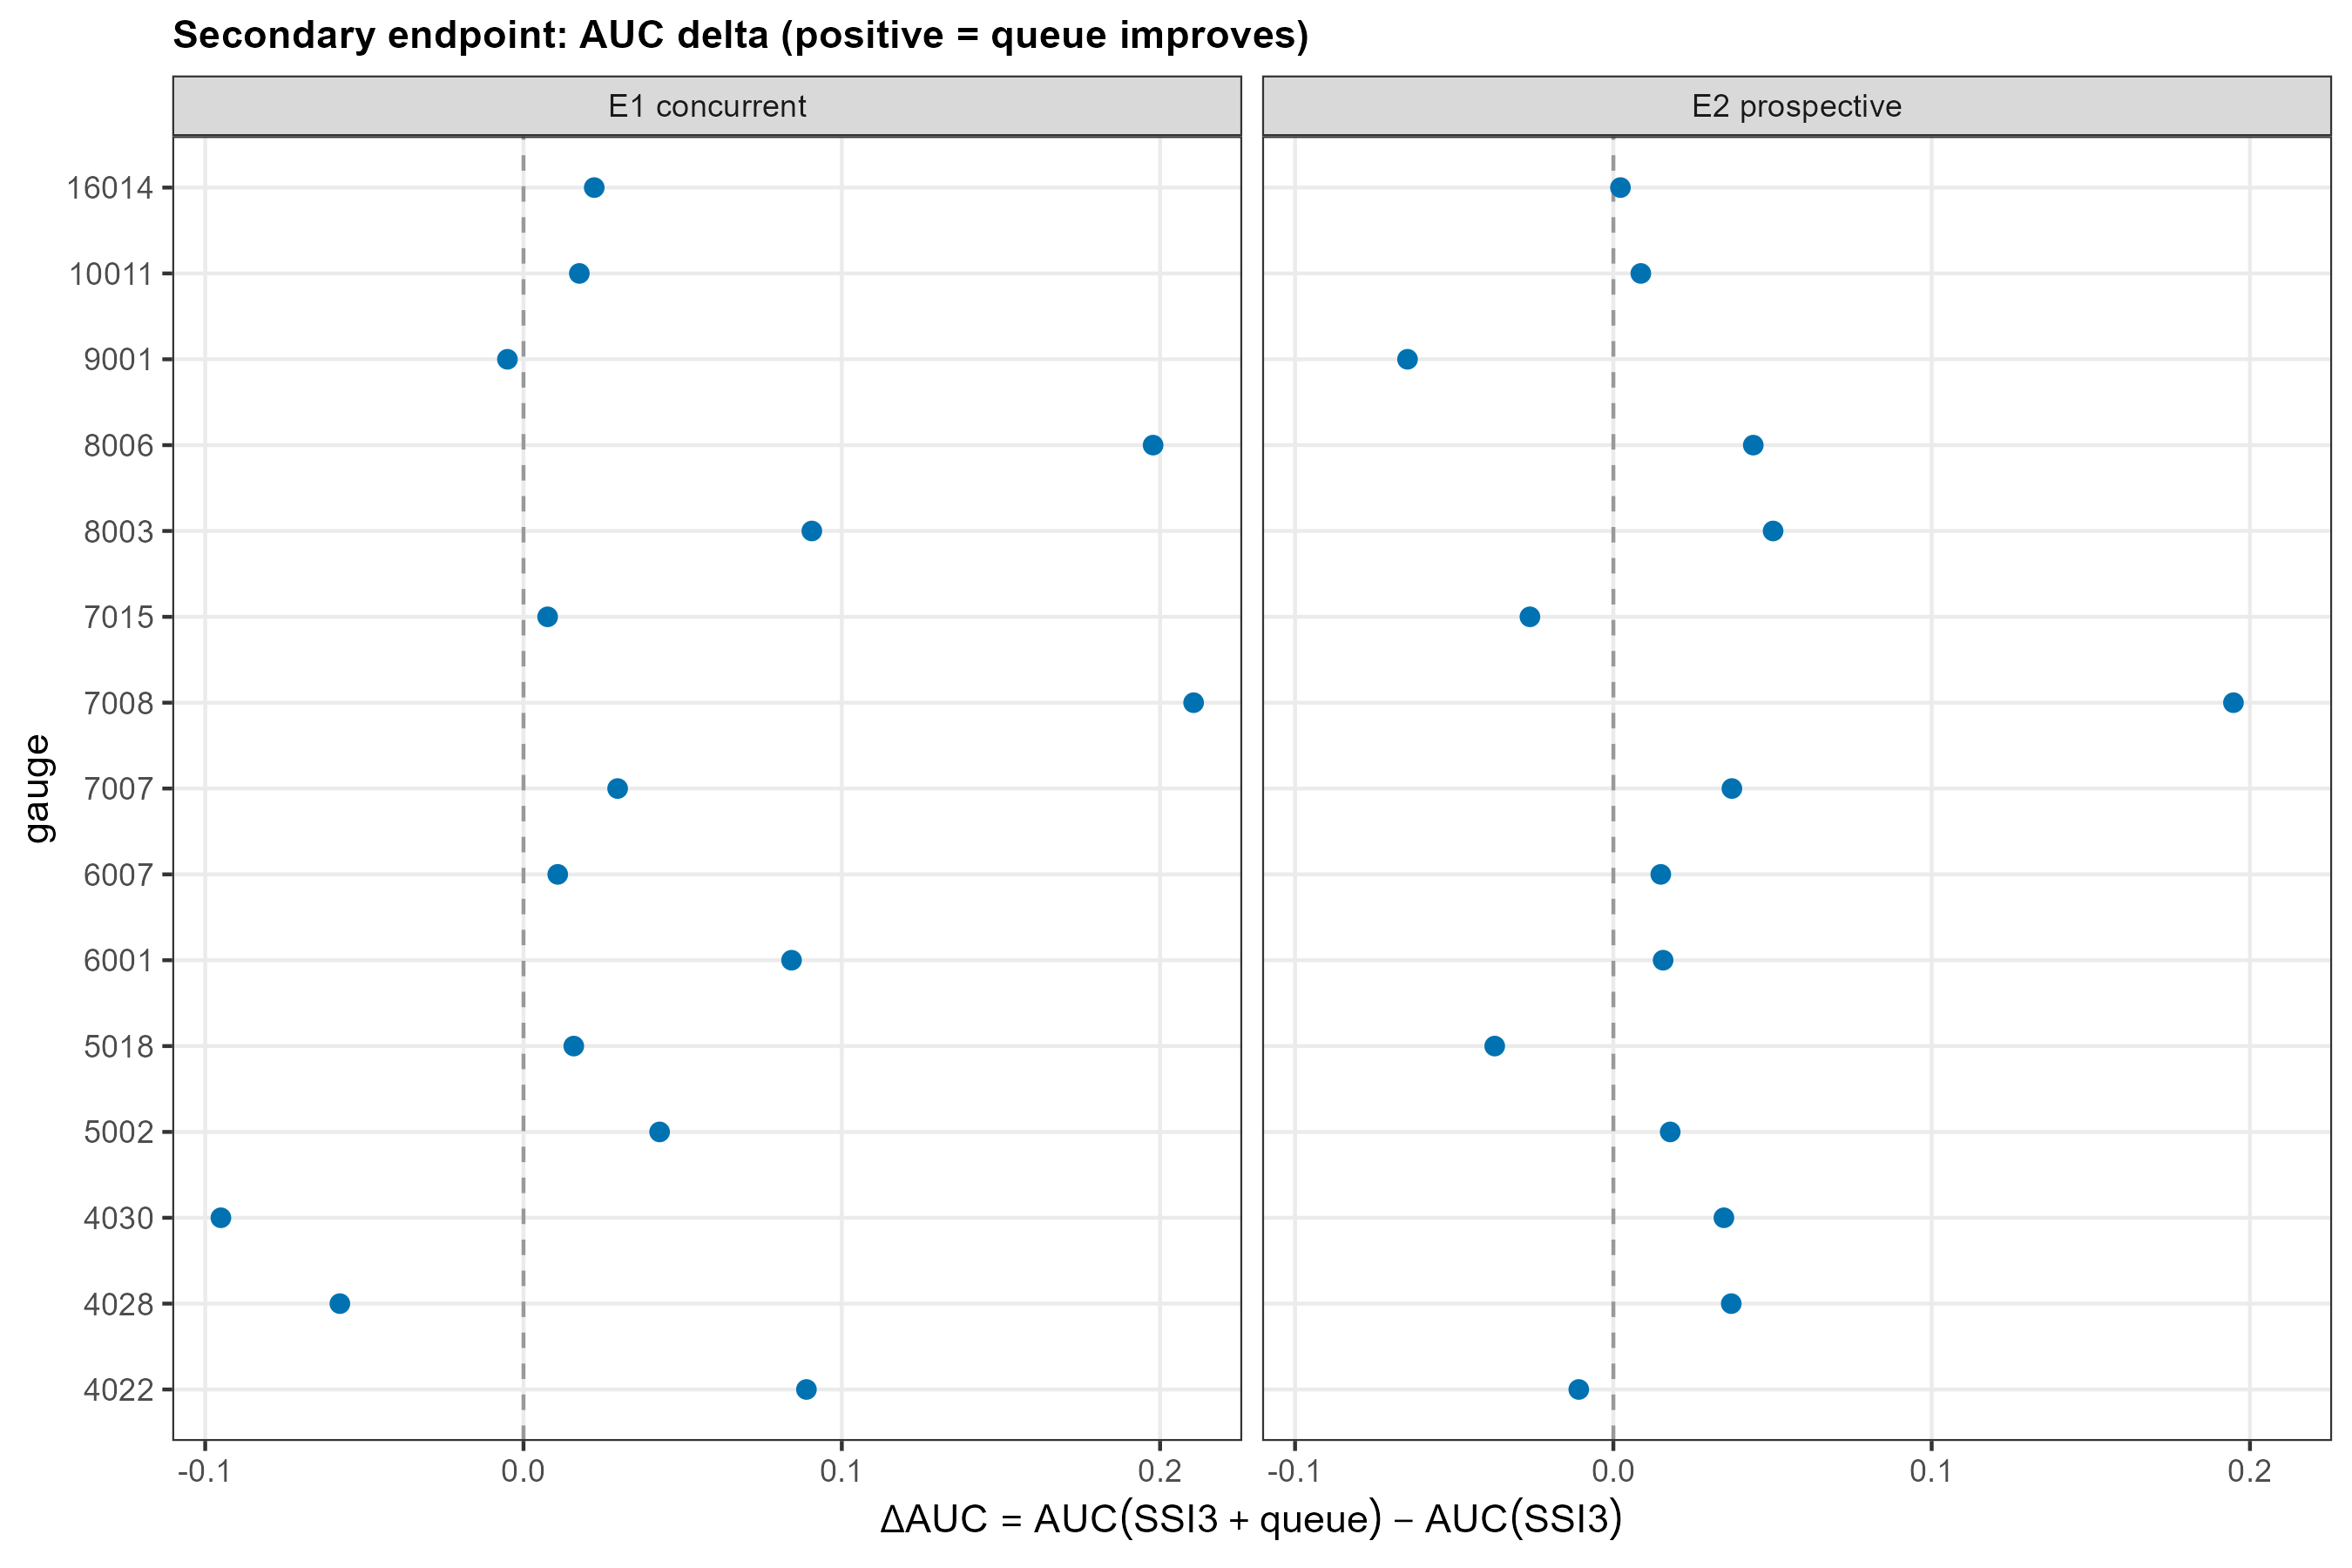 Secondary endpoint: AUC delta (positive = queue improves)
E1 concurrent
E2 prospective
gauge
16014
10011
9001
8006
8003
7015
7008
7007
6007
6001
5018
5002
4030
4028
4022
-0.1 0.0 0.1 0.2
-0.1 0.0 0.1 0.2
ΔAUC = AUC(SSI3 + queue) − AUC(SSI3)